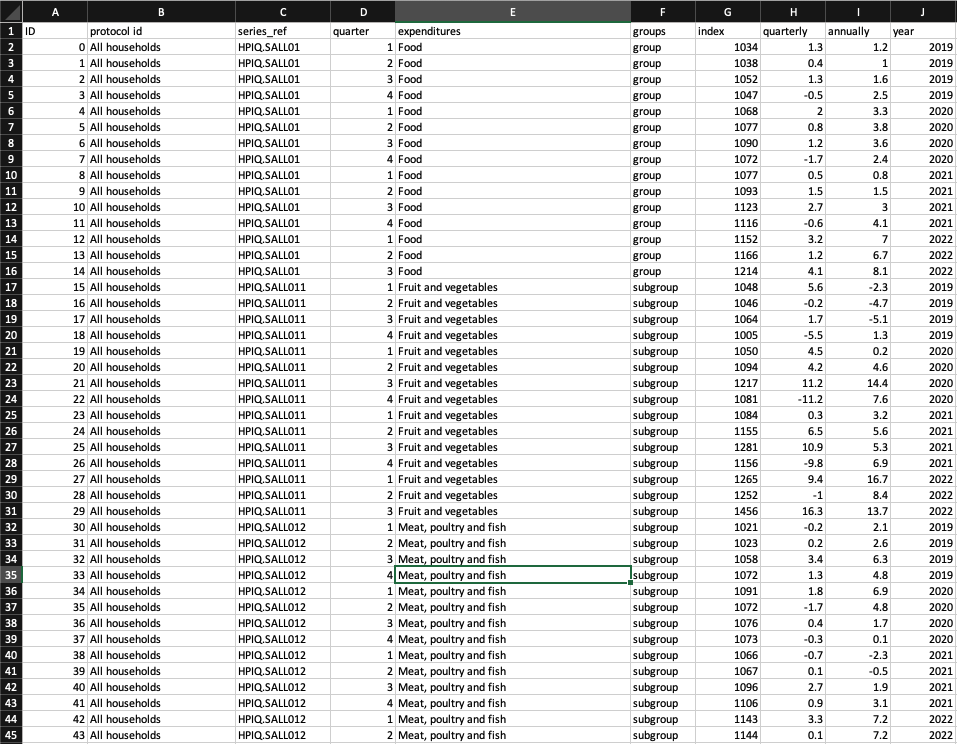 A B C D E F G H I J
1 ID protocol id series_ref quarter expenditures groups index quarterly annually year
2 0 All households HPIQ.SALL01 1 Food group 1034 1.3 1.2 2019
3 1 All households HPIQ.SALL01 2 Food group 1038 0.4 1 2019
4 2 All households HPIQ.SALL01 3 Food group 1052 1.3 1.6 2019
5 3 All households HPIQ.SALL01 4 Food group 1047 -0.5 2.5 2019
6 4 All households HPIQ.SALL01 1 Food group 1068 2 3.3 2020
7 5 All households HPIQ.SALL01 2 Food group 1077 0.8 3.8 2020
8 6 All households HPIQ.SALL01 3 Food group 1090 1.2 3.6 2020
9 7 All households HPIQ.SALL01 4 Food group 1072 -1.7 2.4 2020
10 8 All households HPIQ.SALL01 1 Food group 1077 0.5 0.8 2021
11 9 All households HPIQ.SALL01 2 Food group 1093 1.5 1.5 2021
12 10 All households HPIQ.SALL01 3 Food group 1123 2.7 3 2021
13 11 All households HPIQ.SALL01 4 Food group 1116 -0.6 4.1 2021
14 12 All households HPIQ.SALL01 1 Food group 1152 3.2 7 2022
15 13 All households HPIQ.SALL01 2 Food group 1166 1.2 6.7 2022
16 14 All households HPIQ.SALL01 3 Food group 1214 4.1 8.1 2022
17 15 All households HPIQ.SALL011 1 Fruit and vegetables subgroup 1048 5.6 -2.3 2019
18 16 All households HPIQ.SALL011 2 Fruit and vegetables subgroup 1046 -0.2 -4.7 2019
19 17 All households HPIQ.SALL011 3 Fruit and vegetables subgroup 1064 1.7 -5.1 2019
20 18 All households HPIQ.SALL011 4 Fruit and vegetables subgroup 1005 -5.5 1.3 2019
21 19 All households HPIQ.SALL011 1 Fruit and vegetables subgroup 1050 4.5 0.2 2020
22 20 All households HPIQ.SALL011 2 Fruit and vegetables subgroup 1094 4.2 4.6 2020
23 21 All households HPIQ.SALL011 3 Fruit and vegetables subgroup 1217 11.2 14.4 2020
24 22 All households HPIQ.SALL011 4 Fruit and vegetables subgroup 1081 -11.2 7.6 2020
25 23 All households HPIQ.SALL011 1 Fruit and vegetables subgroup 1084 0.3 3.2 2021
26 24 All households HPIQ.SALL011 2 Fruit and vegetables subgroup 1155 6.5 5.6 2021
27 25 All households HPIQ.SALL011 3 Fruit and vegetables subgroup 1281 10.9 5.3 2021
28 26 All households HPIQ.SALL011 4 Fruit and vegetables subgroup 1156 -9.8 6.9 2021
29 27 All households HPIQ.SALL011 1 Fruit and vegetables subgroup 1265 9.4 16.7 2022
30 28 All households HPIQ.SALL011 2 Fruit and vegetables subgroup 1252 -1 8.4 2022
31 29 All households HPIQ.SALL011 3 Fruit and vegetables subgroup 1456 16.3 13.7 2022
32 30 All households HPIQ.SALL012 1 Meat, poultry and fish subgroup 1021 -0.2 2.1 2019
33 31 All households HPIQ.SALL012 2 Meat, poultry and fish subgroup 1023 0.2 2.6 2019
34 32 All households HPIQ.SALL012 3 Meat, poultry and fish subgroup 1058 3.4 6.3 2019
35 33 All households HPIQ.SALL012 4 Meat, poultry and fish subgroup 1072 1.3 4.8 2019
36 34 All households HPIQ.SALL012 1 Meat, poultry and fish subgroup 1091 1.8 6.9 2020
37 35 All households HPIQ.SALL012 2 Meat, poultry and fish subgroup 1072 -1.7 4.8 2020
38 36 All households HPIQ.SALL012 3 Meat, poultry and fish subgroup 1076 0.4 1.7 2020
39 37 All households HPIQ.SALL012 4 Meat, poultry and fish subgroup 1073 -0.3 0.1 2020
40 38 All households HPIQ.SALL012 1 Meat, poultry and fish subgroup 1066 -0.7 -2.3 2021
41 39 All households HPIQ.SALL012 2 Meat, poultry and fish subgroup 1067 0.1 -0.5 2021
42 40 All households HPIQ.SALL012 3 Meat, poultry and fish subgroup 1096 2.7 1.9 2021
43 41 All households HPIQ.SALL012 4 Meat, poultry and fish subgroup 1106 0.9 3.1 2021
44 42 All households HPIQ.SALL012 1 Meat, poultry and fish subgroup 1143 3.3 7.2 2022
45 43 All households HPIQ.SALL012 2 Meat, poultry and fish subgroup 1144 0.1 7.2 2022